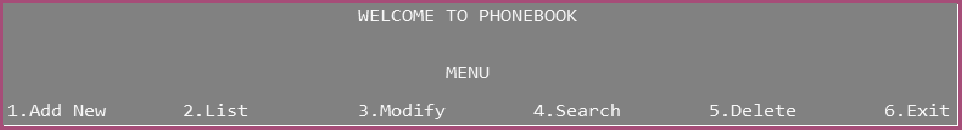 WELCOME TO PHONEBOOK
MENU
1.Add New 2.List 3.Modify 4.Search 5.Delete 6.Exit